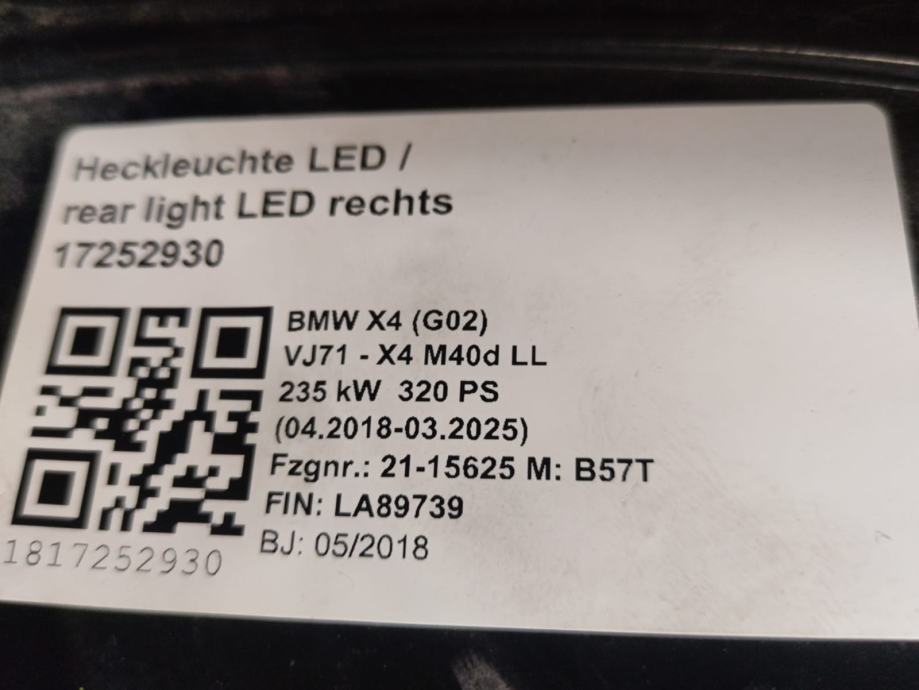 Heckleuchte LED /
rear light LED rechts
17252930
BMW X4 (G02)
VJ71 - X4 M40d LL
235 kW 320 PS
(04.2018-03.2025)
Fzgnr.: 21-15625 M: B57T
FIN: LA89739
BJ: 05/2018
1817252930